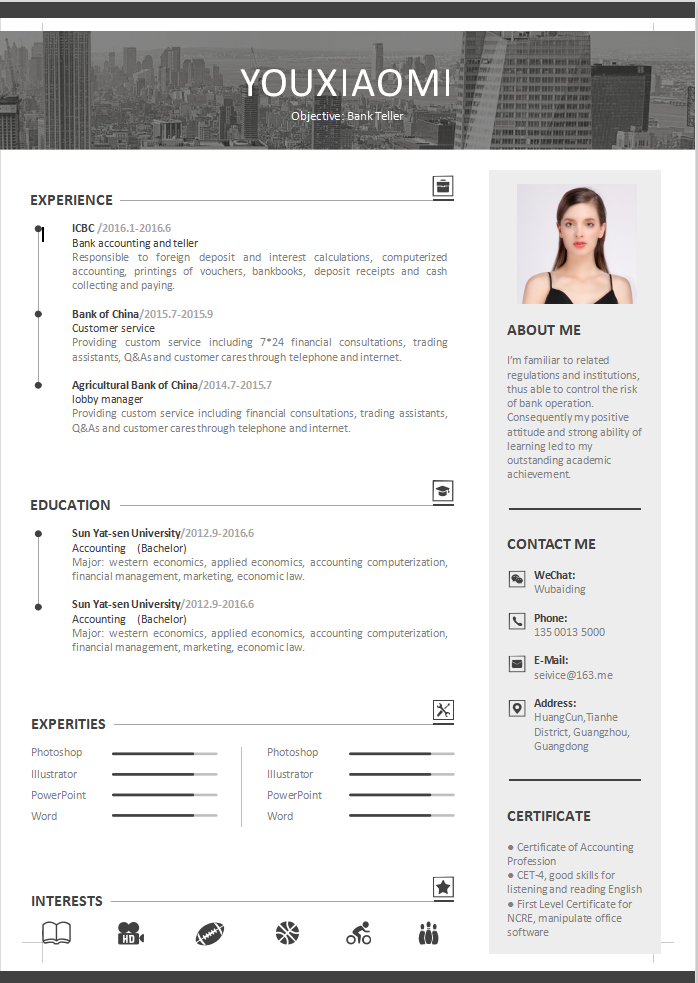 YOUXIAOMI
Objective: Bank Teller
EXPERIENCE
ICBC /2016.1-2016.6
Bank accounting and teller
Responsible to foreign deposit and interest calculations, computerized
accounting, printings of vouchers, bankbooks, deposit receipts and cash
collecting and paying.
Bank of China/2015.7-2015.9
Customer service
Providing custom service including 7*24 financial consultations, trading
assistants, Q&As and customer cares through telephone and internet.
Agricultural Bank of China/2014.7-2015.7
lobby manager
Providing custom service including financial consultations, trading assistants,
Q&As and customer cares through telephone and internet.
EDUCATION
Sun Yat-sen University/2012.9-2016.6
Accounting (Bachelor)
Major: western economics, applied economics, accounting computerization,
financial management, marketing, economic law.
Sun Yat-sen University/2012.9-2016.6
Accounting (Bachelor)
Major: western economics, applied economics, accounting computerization,
financial management, marketing, economic law.
EXPERITIES
Photoshop
Illustrator
PowerPoint
Word
Photoshop
Illustrator
PowerPoint
Word
INTERESTS
HD
ABOUT ME
I'm familiar to related
regulations and institutions,
thus able to control the risk
of bank operation.
Consequently my positive
attitude and strong ability of
learning led to my
outstanding academic
achievement.
CONTACT ME
WeChat:
Wubaiding
Phone:
135 0013 5000
E-Mail:
seivice@163.me
Address:
HuangCun,Tianhe
District, Guangzhou,
Guangdong
CERTIFICATE
● Certificate of Accounting
Profession
● CET-4, good skills for
listening and reading English
● First Level Certificate for
NCRE, manipulate office
software